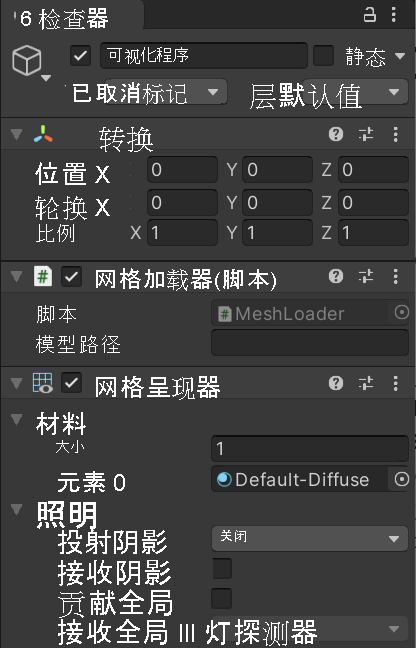 6 检查器
可视化程序 静态
已取消标记 层默认值
转换
位置 X 0 Y 0 Z 0
轮换 X 0 Y 0 Z 0
比例 X 1 Y 1 Z 1
# 网格加载器(脚本)
脚本 # MeshLoader
模型路径
网格呈现器
材料
大小 1
元素 0 Default-Diffuse
照明
投射阴影 关闭
接收阴影
贡献全局
接收全局 III 灯探测器